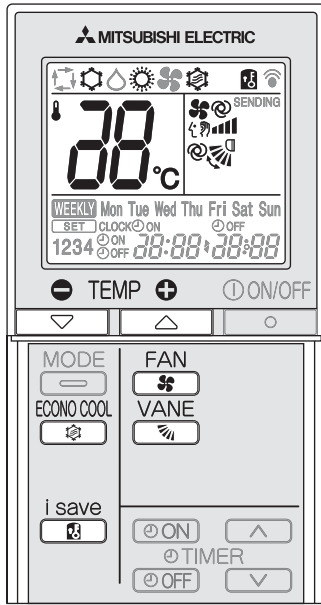 MITSUBISHI ELECTRIC
SENDING
88°C
WEEKLY Mon Tue Wed Thu Fri Sat Sun
SET CLOCK ON OFF
1234 ON OFF 88:88 88:88
TEMP ON/OFF
MODE FAN
ECONO COOL VANE
i save
ON
TIMER
OFF